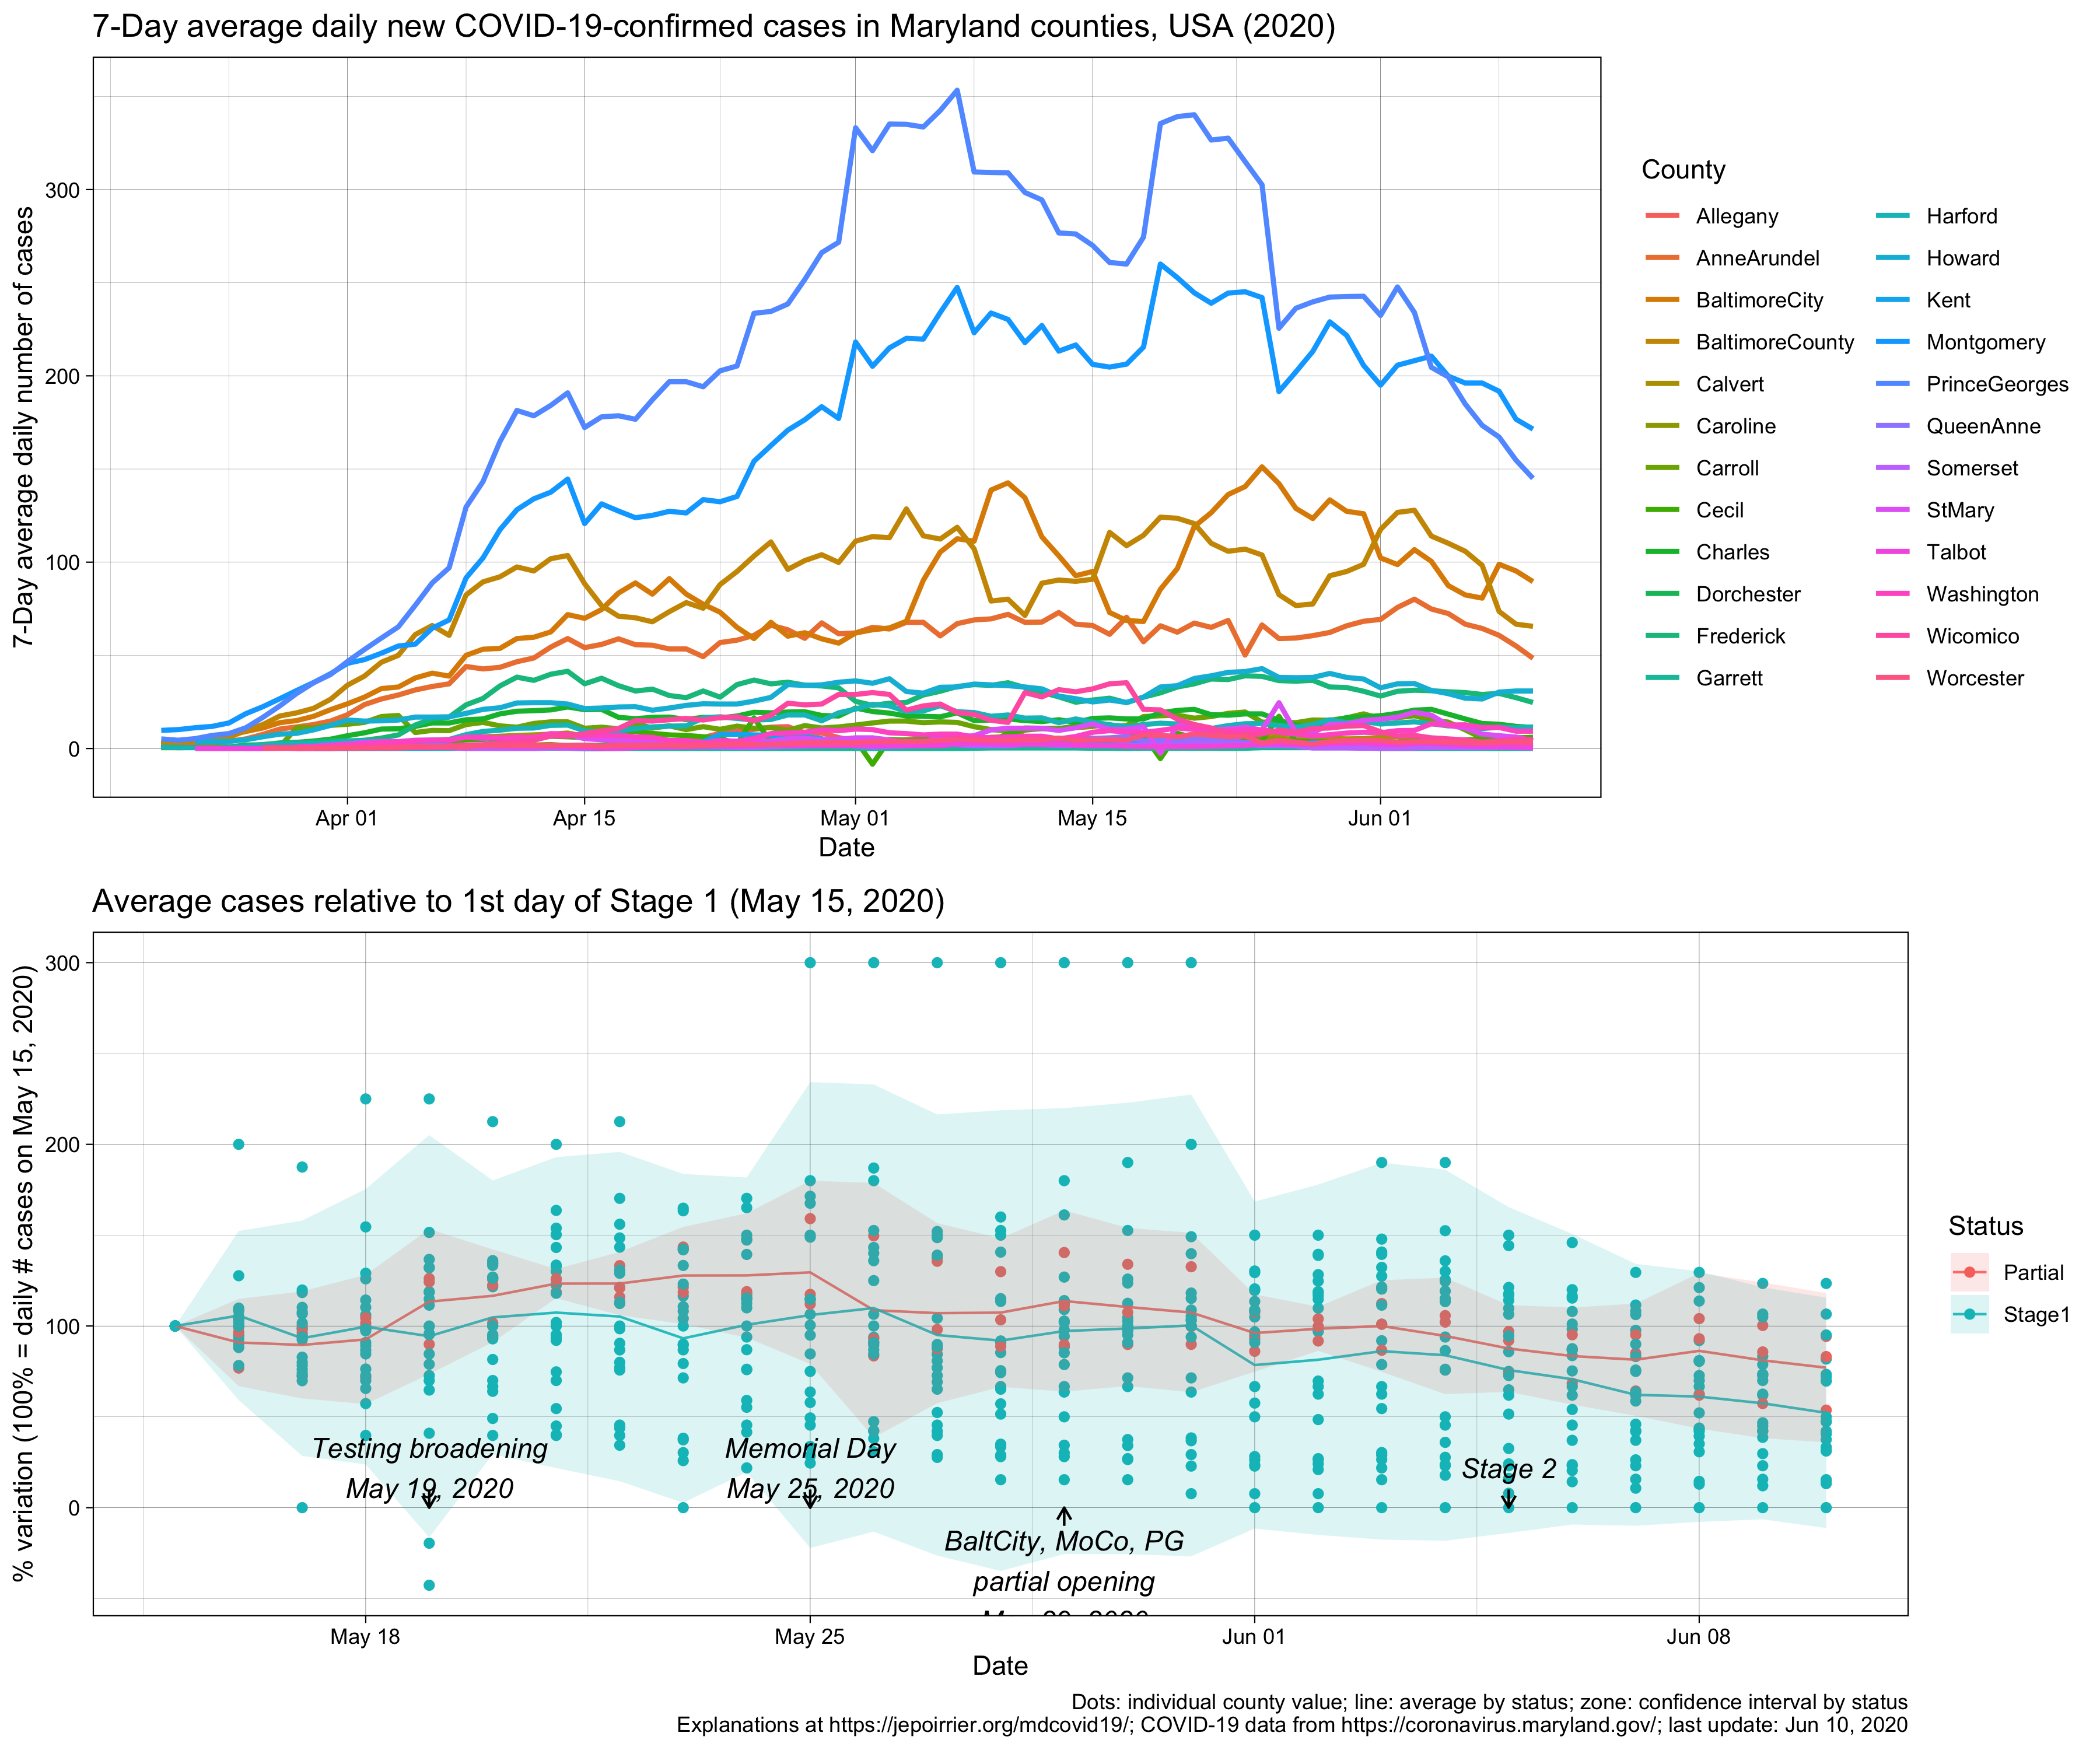 7-Day average daily new COVID-19-confirmed cases in Maryland counties, USA (2020)
7-Day average daily number of cases
300
200
100
0
Apr 01
Apr 15
May 01
May 15
Jun 01
Date
County
Allegany
AnneArundel
BaltimoreCity
BaltimoreCounty
Calvert
Caroline
Carroll
Cecil
Charles
Dorchester
Frederick
Garrett
Harford
Howard
Kent
Montgomery
PrinceGeorges
QueenAnne
Somerset
StMary
Talbot
Washington
Wicomico
Worcester
Average cases relative to 1st day of Stage 1 (May 15, 2020)
% variation (100% = daily # cases on May 15, 2020)
300
200
100
0
Testing broadening
May 19, 2020
Memorial Day
May 25, 2020
BaltCity, MoCo, PG
partial opening
Stage 2
May 18
May 25
Jun 01
Jun 08
Date
Status
Partial
Stage1
Dots: individual county value; line: average by status; zone: confidence interval by status
Explanations at https://jepoirrier.org/mdcovid19/; COVID-19 data from https://coronavirus.maryland.gov/; last update: Jun 10, 2020